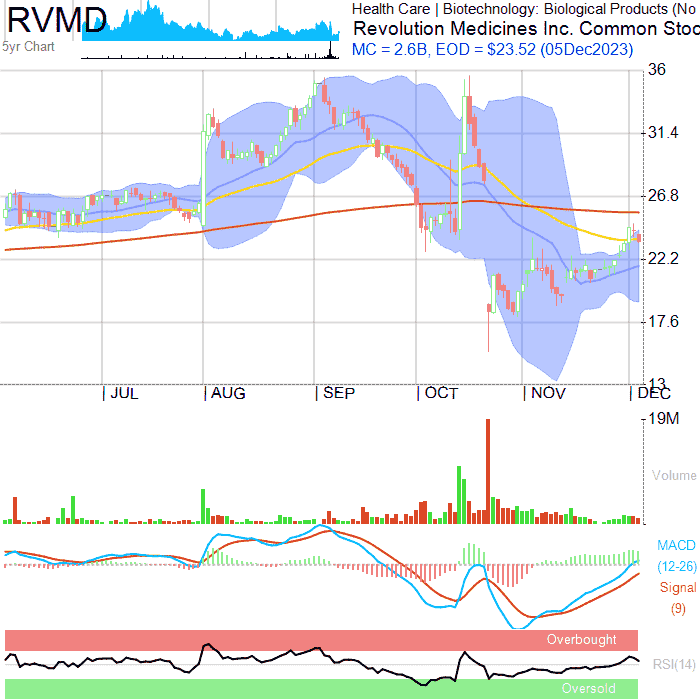 RVMD
5yr Chart
Health Care | Biotechnology: Biological Products (No
Revolution Medicines Inc. Common Stoc
MC = 2.6B, EOD = $23.52 (05Dec2023)
36
31.4
26.8
22.2
17.6
13
JUL AUG SEP OCT NOV DEC
19M
Volume
MACD
(12-26)
Signal
(9)
Overbought
RSI(14)
Oversold